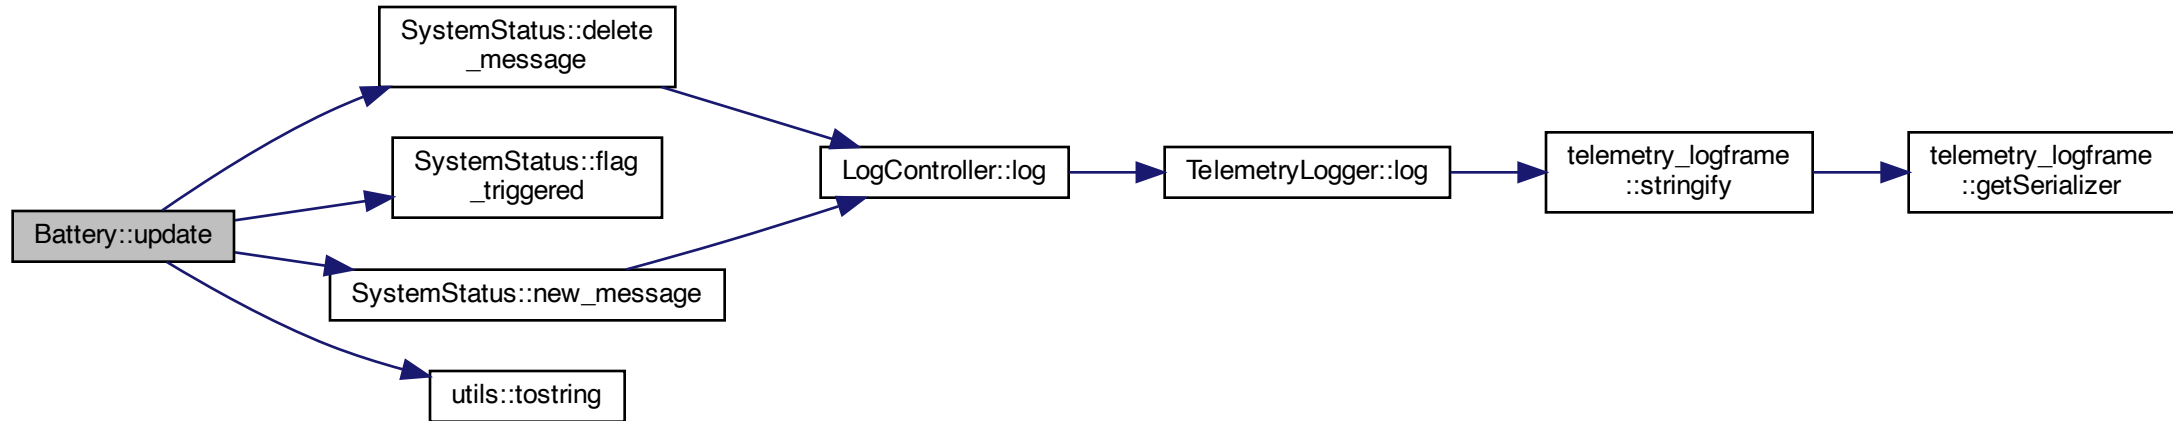 SystemStatus::delete
_message
SystemStatus::flag
_triggered
Battery::update
SystemStatus::new_message
utils::tostring
LogController::log
TelemetryLogger::log
telemetry_logframe
::stringify
telemetry_logframe
::getSerializer